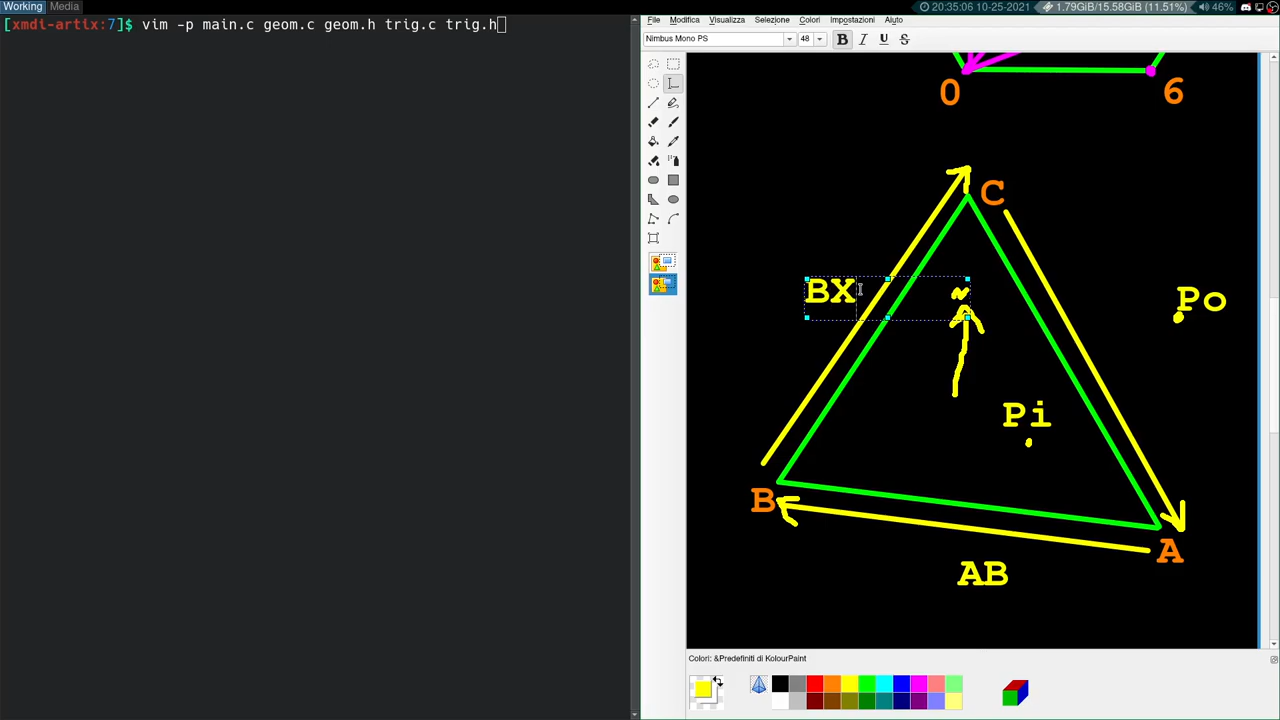 Working Media
20:35:06 10-25-2021 1.79GiB/15.58GiB (11.51%) 46%
[xmdi-artix:7]$ vim -p main.c geom.c geom.h trig.c trig.h
File Modifica Visualizza Selezione Colori Impostazioni Aiuto
Nimbus Mono PS 48 B I U S
0 6
C
BX
Po
Pi
B
A
AB
Colori: &Predefiniti di KolourPaint